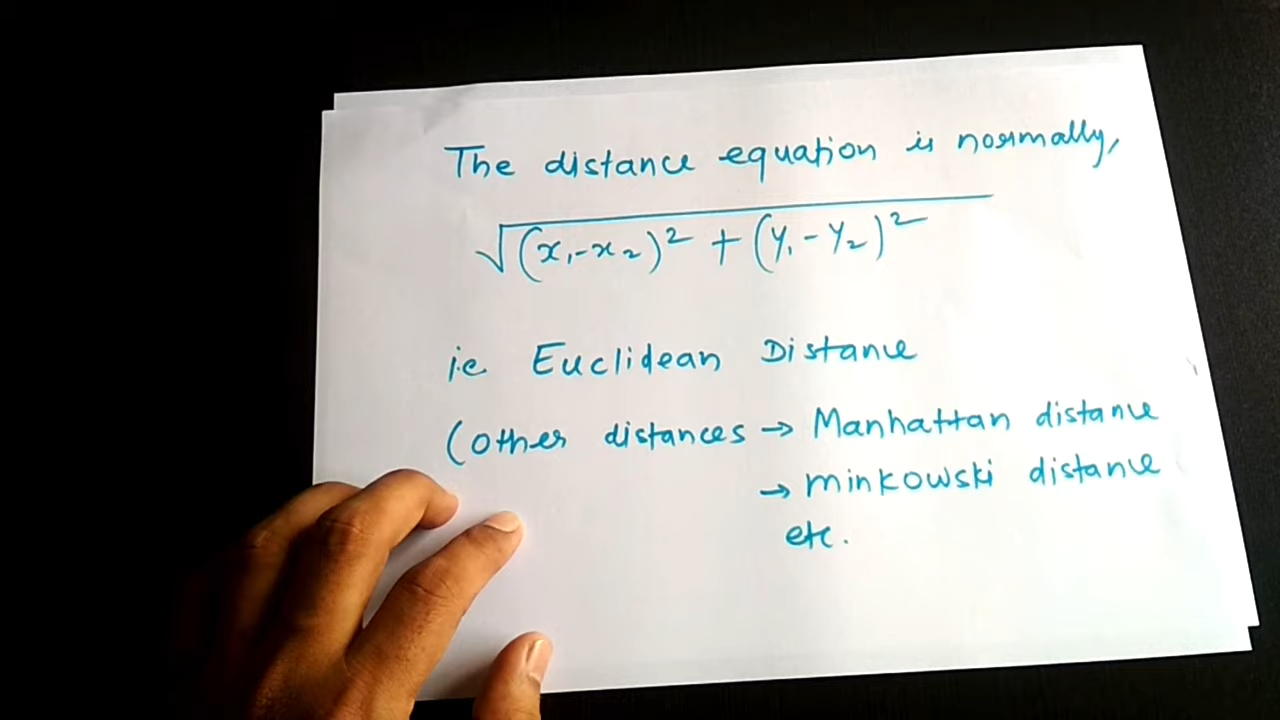 The distance equation is normally,
√(x₁-x₂)² + (y₁-y₂)²
i.e Euclidean Distance
(other distances → Manhattan distance
→ minkowski distance
etc.